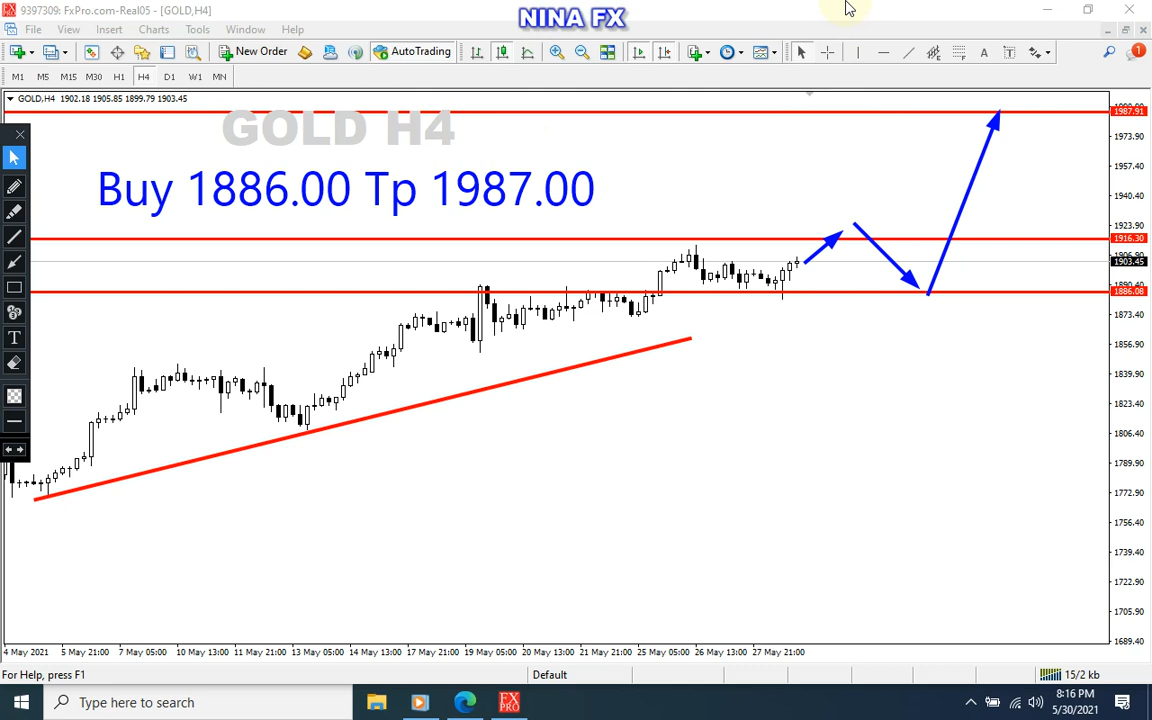 9397309: FxPro.com-Real05 - [GOLD,H4]
NINA FX
File View Insert Charts Tools Window Help
New Order AutoTrading
1
A T
M1 M5 M15 M30 H1 H4 D1 W1 MN
GOLD,H4 1902.18 1905.85 1899.79 1903.45
GOLD H4
Buy 1886.00 Tp 1987.00
T
1987.91
1973.90
1957.40
1940.40
1923.90
1916.30
1906.90
1903.45
1890.40
1886.08
1873.40
1856.90
1839.90
1823.40
1806.40
1789.90
1772.90
1756.40
1739.40
1722.90
1705.90
1689.40
4 May 2021 5 May 21:00 7 May 05:00 10 May 13:00 11 May 21:00 13 May 05:00 14 May 13:00 17 May 21:00 19 May 05:00 20 May 13:00 21 May 21:00 25 May 05:00 26 May 13:00 27 May 21:00
For Help, press F1 Default 15/2 kb
Type here to search
FX
PRO
8:16 PM
5/30/2021